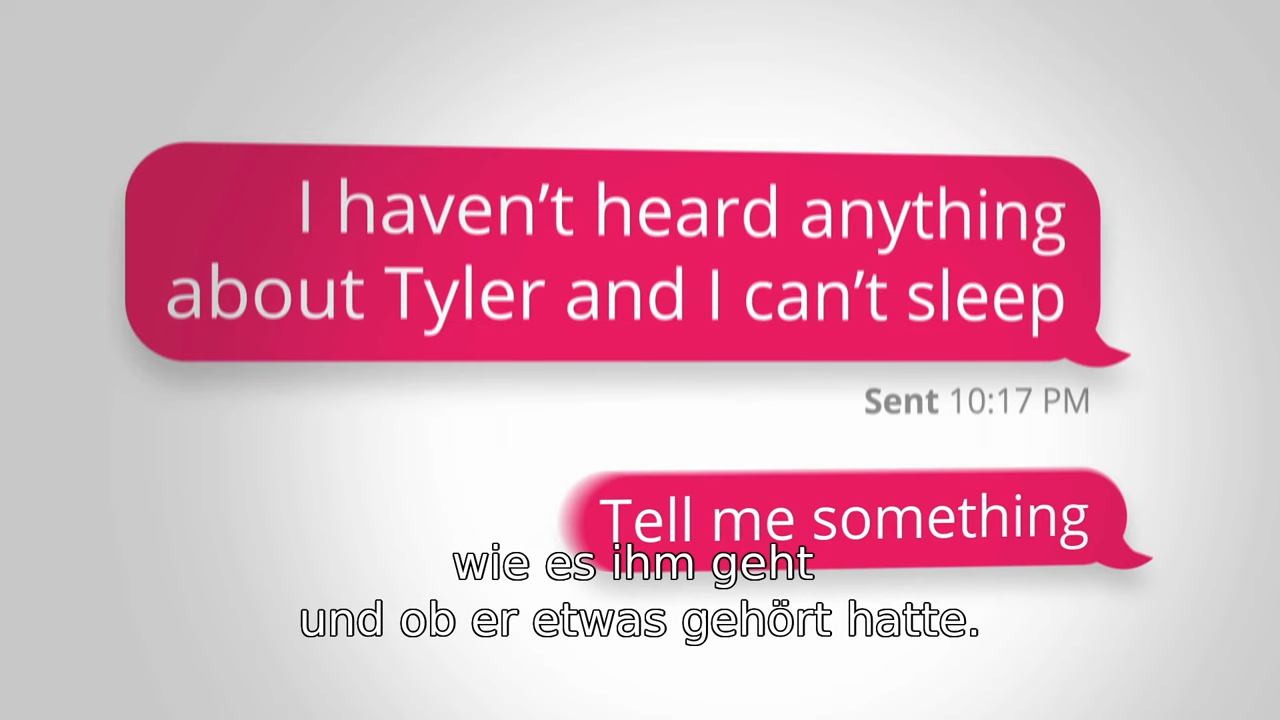 I haven’t heard anything
about Tyler and I can’t sleep
Sent 10:17 PM
Tell me something
wie es ihm geht
und ob er etwas gehört hatte.